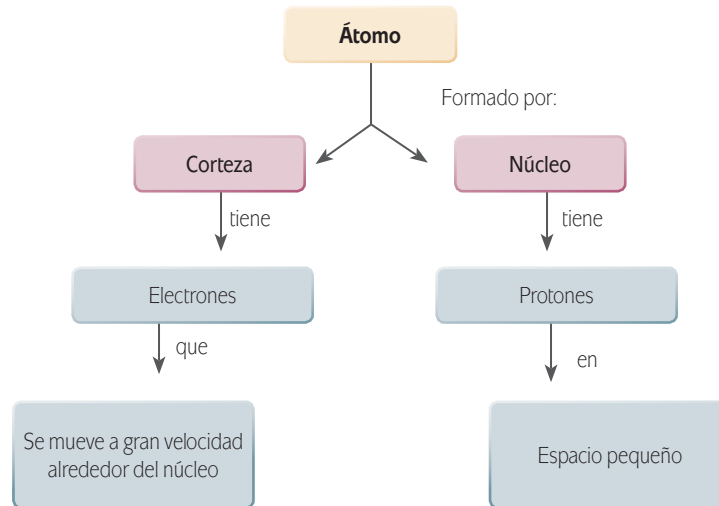 Átomo
Formado por:
Corteza
Núcleo
tiene
tiene
Electrones
Protones
que
en
Se mueve a gran velocidad
alrededor del núcleo
Espacio pequeño